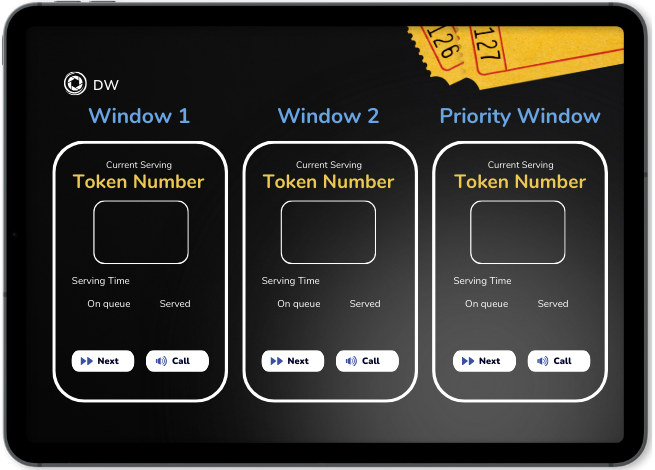 126
127
DW
Window 1
Window 2
Priority Window
Current Serving
Token Number
Serving Time
On queue
Served
Next
Call
Current Serving
Token Number
Serving Time
On queue
Served
Next
Call
Current Serving
Token Number
Serving Time
On queue
Served
Next
Call